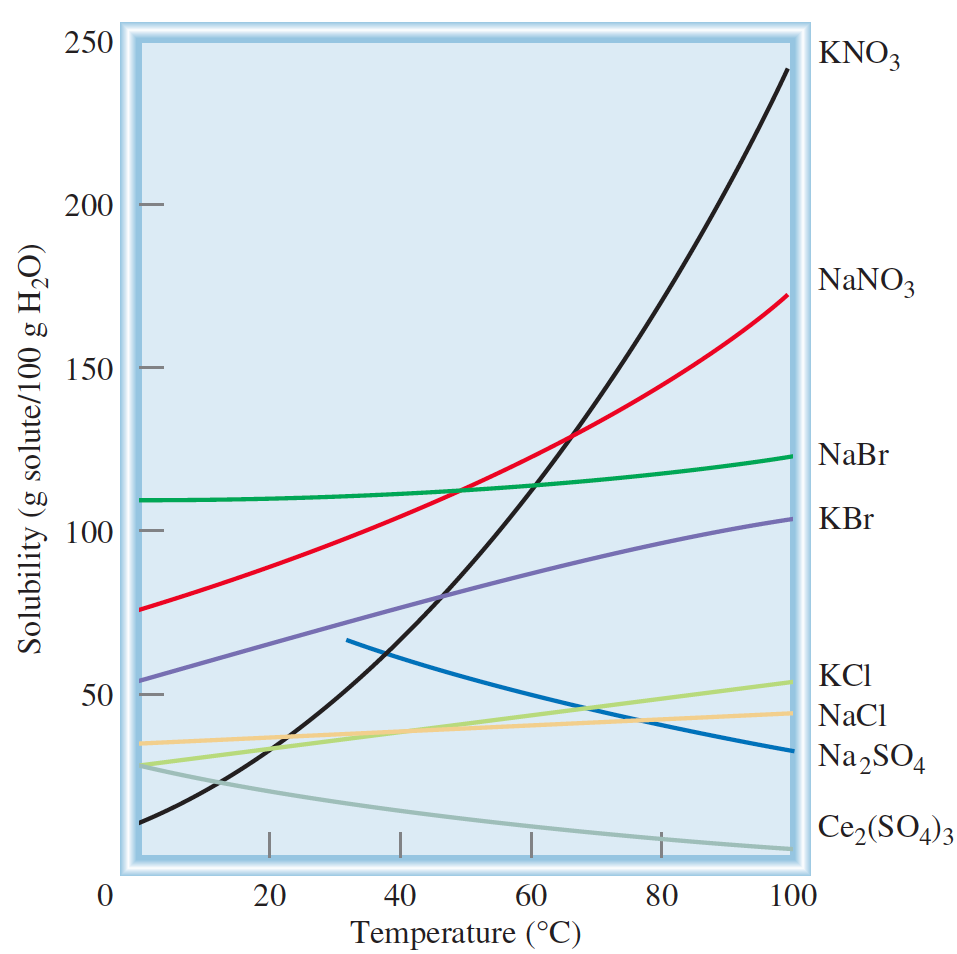 250
200
150
100
50
0
20
40
60
80
100
Solubility (g solute/100 g H₂O)
Temperature (°C)
KNO₃
NaNO₃
NaBr
KBr
KCl
NaCl
Na₂SO₄
Ce₂(SO₄)₃